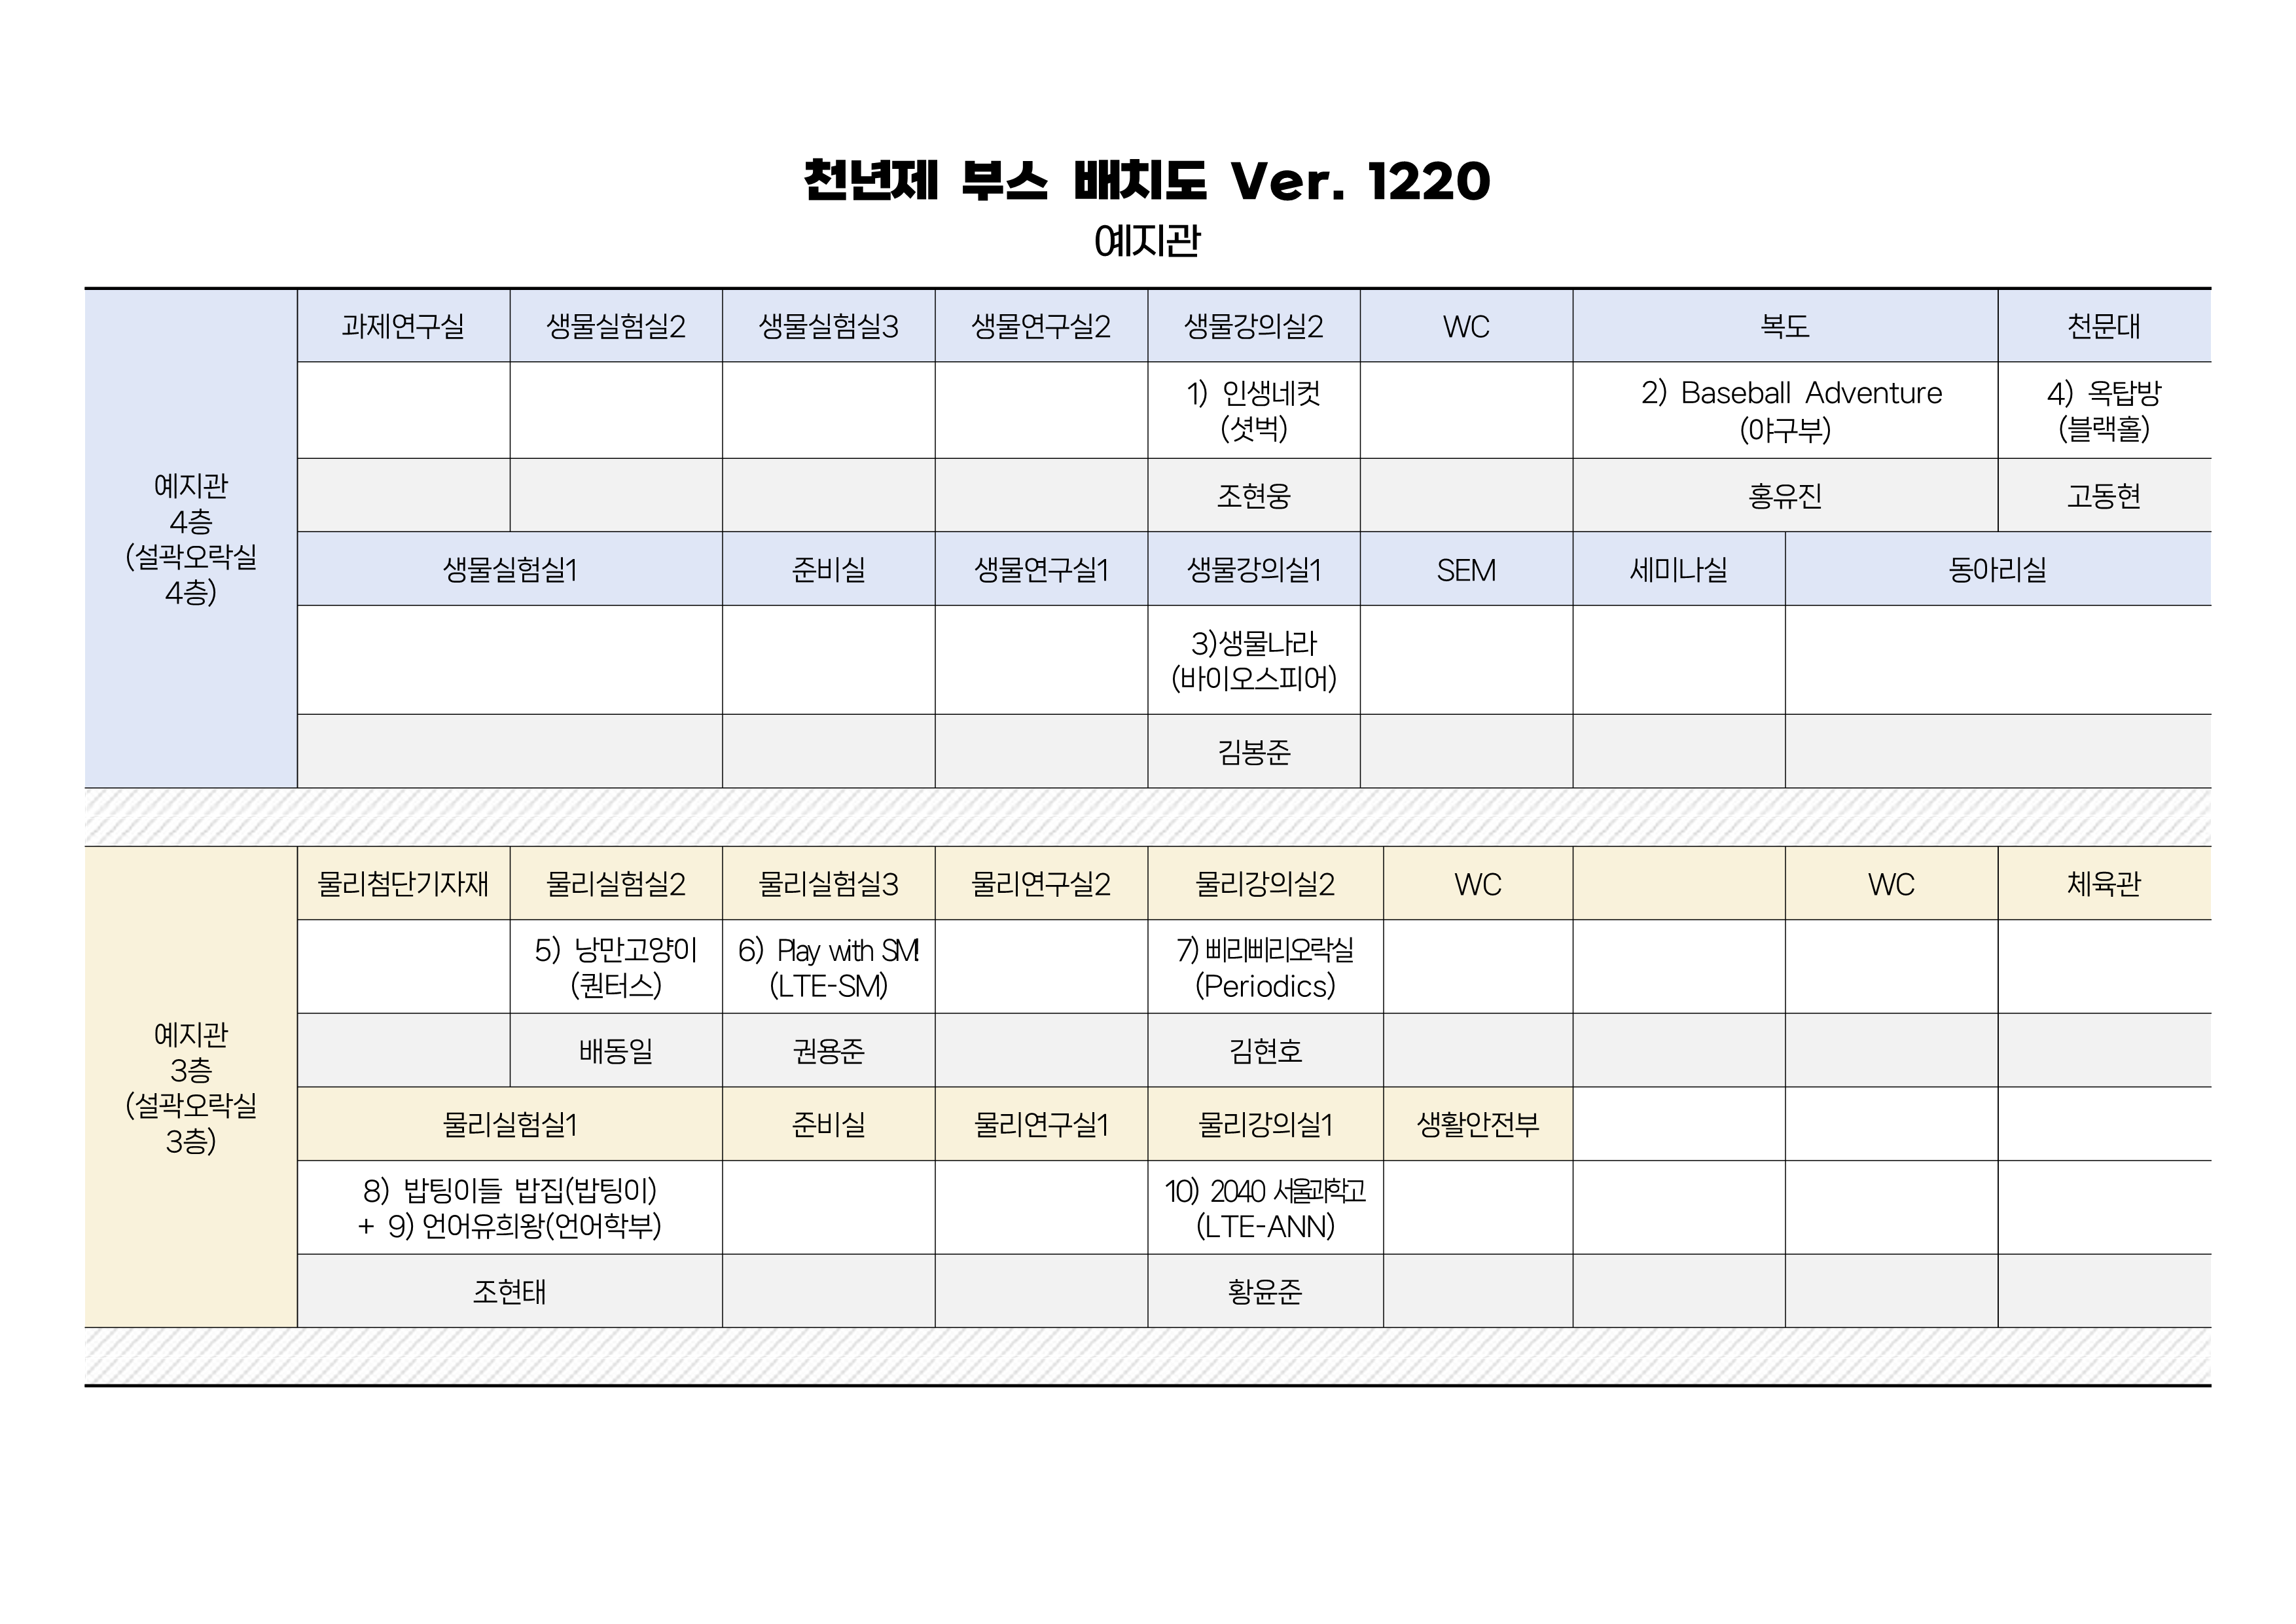 천년제 부스 배치도 Ver. 1220
예지관
예지관
4층
(설곽오락실
4층)
과제연구실 생물실험실2 생물실험실3 생물연구실2 생물강의실2 WC 복도 천문대
1) 인생네컷
(셧벅)
2) Baseball Adventure
(야구부)
4) 옥탑방
(블랙홀)
조현웅 홍유진 고동현
생물실험실1 준비실 생물연구실1 생물강의실1 SEM 세미나실 동아리실
3)생물나라
(바이오스피어)
김봉준
예지관
3층
(설곽오락실
3층)
물리첨단기자재 물리실험실2 물리실험실3 물리연구실2 물리강의실2 WC WC 체육관
5) 낭만고양이
(퀀터스)
6) Play with SM!
(LTE-SM)
7) 삐리삐리오락실
(Periodics)
배동일 권용준 김현호
물리실험실1 준비실 물리연구실1 물리강의실1 생활안전부
8) 밥팅이들 밥집(밥팅이)
+ 9) 언어유희왕(언어학부)
10) 2040 서울과학고
(LTE-ANN)
조현태 황윤준